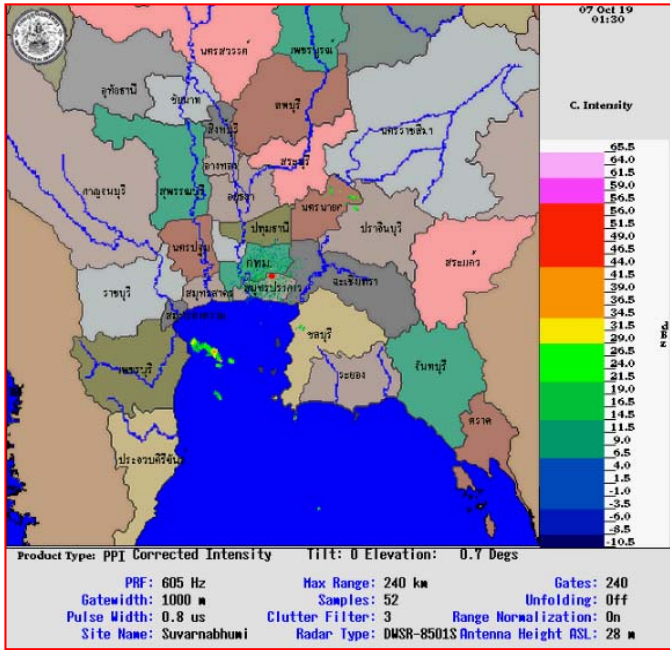 07 Oct 19
01:30
C. Intensity
นครสวรรค์
เพชรบูรณ์
อุทัยธานี
ชัยนาท
ลพบุรี
สิงห์บุรี
นครราชสีมา
อ่างทอง
สระบุรี
กาญจนบุรี
สุพรรณบุรี
อยุธยา
นครนายก
ปราจีนบุรี
ปทุมธานี
นครปฐม
สระแก้ว
กทม.
ราชบุรี
สมุทรสาคร
สมุทรปราการ
ฉะเชิงเทรา
สมุทรสงคราม
ชลบุรี
เพชรบุรี
ระยอง
จันทบุรี
ตราด
ประจวบคีรีขันธ์
65.5
64.0
61.5
59.0
56.5
56.0
51.5
49.0
46.5
44.0
41.5
39.0
36.5
34.0
31.5
29.0
26.5
24.0
21.5
19.0
16.5
14.5
11.5
9.0
6.5
4.0
1.5
-1.0
-3.5
-6.0
-8.5
-10.5
Product Type: PPI Corrected Intensity Tilt: 0 Elevation: 0.7 Degs
PRF: 605 Hz Max Range: 240 km Gates: 240
Gatewidth: 1000 m Samples: 52 Unfolding: Off
Pulse Width: 0.8 us Clutter Filter: 3 Range Normalization: On
Site Name: Suvarnabhumi Radar Type: DWSR-8501S Antenna Height ASL: 28 m